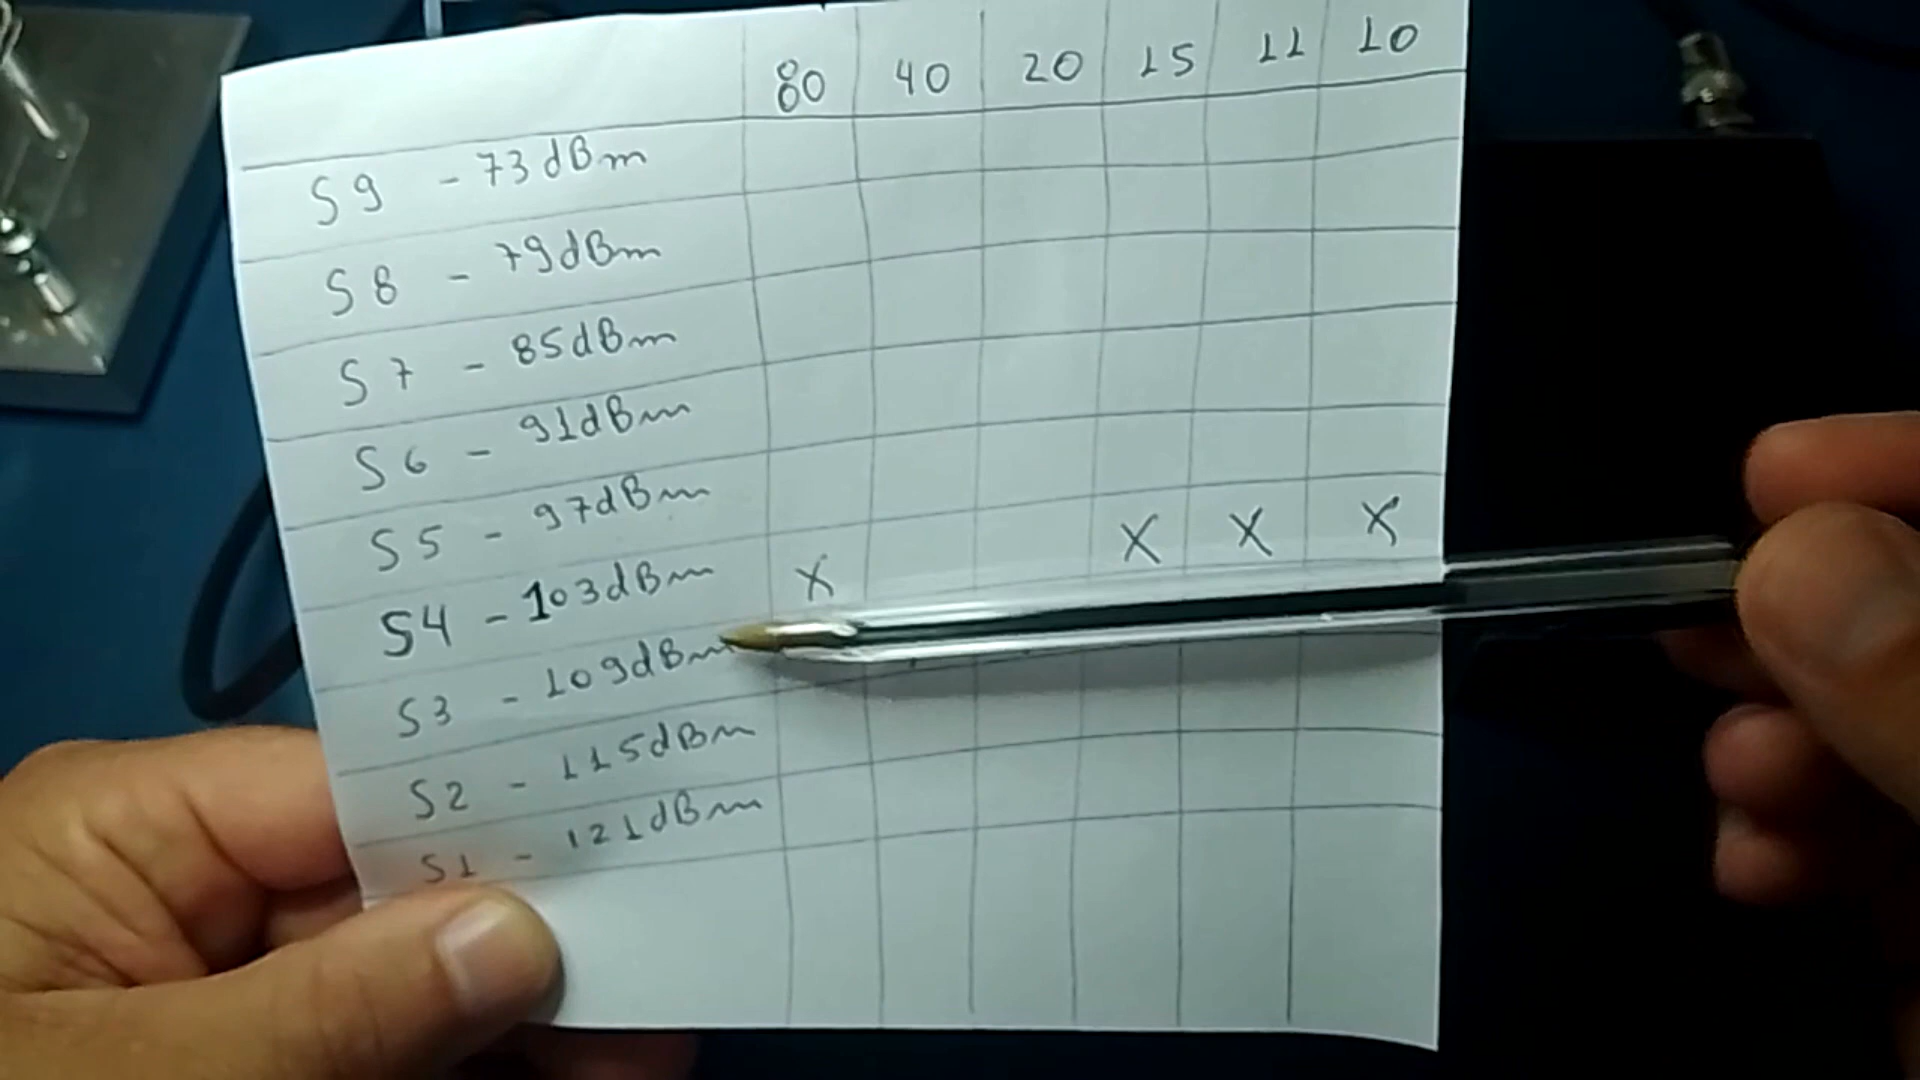 80 40 20 15 11 10
S9 - 73dBm
S8 - 79dBm
S7 - 85dBm
S6 - 91dBm
S5 - 97dBm
S4 - 103dBm X X X X
S3 - 109dBm
S2 - 115dBm
S1 - 121dBm